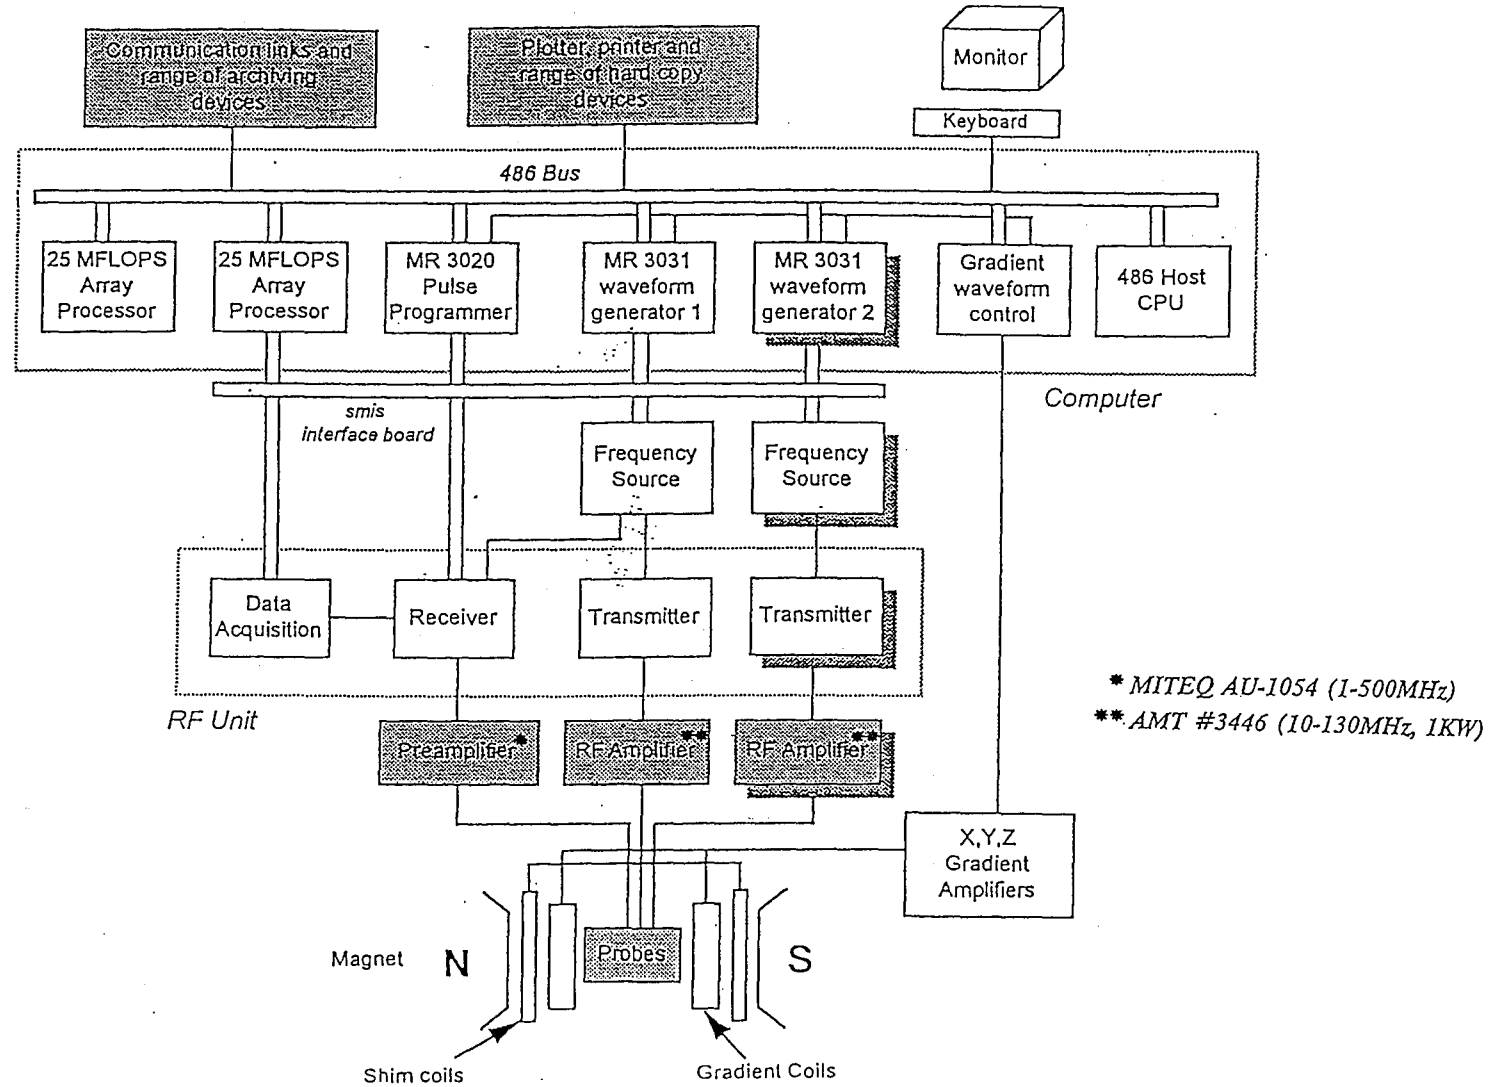 Communication links and
range of archiving
devices
Plotter, printer and
range of hard copy
devices
Monitor
Keyboard
486 Bus
25 MFLOPS
Array
Processor
25 MFLOPS
Array
Processor
MR 3020
Pulse
Programmer
MR 3031
waveform
generator 1
MR 3031
waveform
generator 2
Gradient
waveform
control
486 Host
CPU
Computer
smis
interface board
Frequency
Source
Frequency
Source
Data
Acquisition
Receiver
Transmitter
Transmitter
RF Unit
* MITEQ AU-1054 (1-500MHz)
** AMT #3446 (10-130MHz, 1KW)
Preamplifier*
RF Amplifier**
RF Amplifier**
X,Y,Z
Gradient
Amplifiers
Magnet
N
Probes
S
Shim coils
Gradient Coils